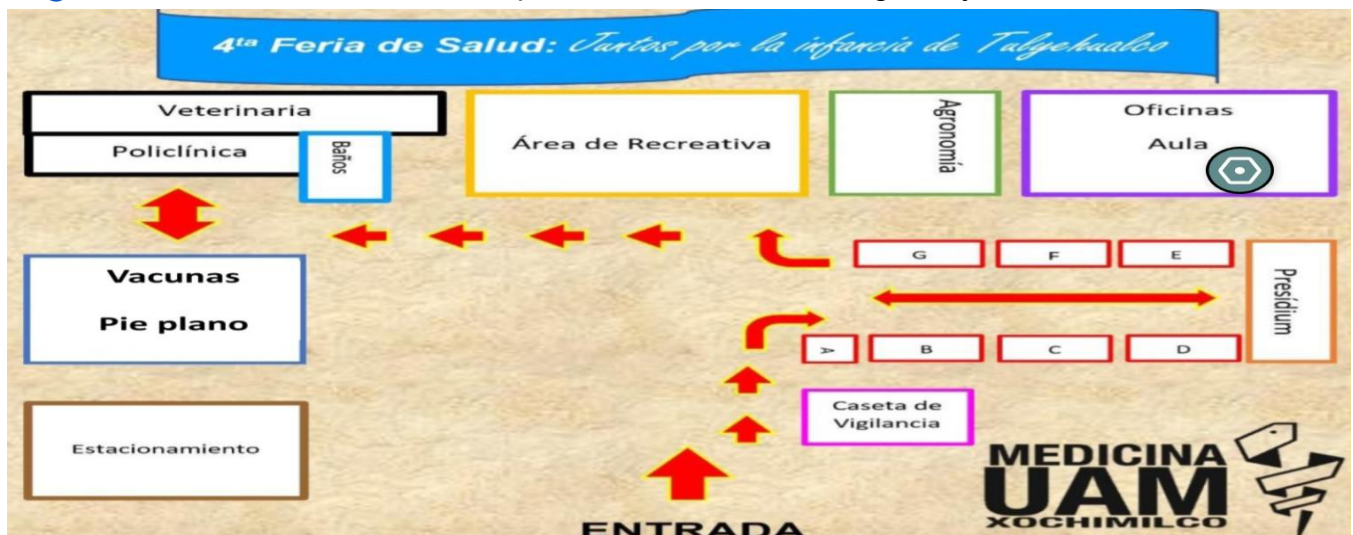 4ta Feria de Salud: Juntos por la infancia de Tulyehualco
Veterinaria
Policlínica
Baños
Área de Recreativa
Agronomía
Oficinas
Aula
Vacunas
Pie plano
G
F
E
Presídium
A
B
C
D
Caseta de
Vigilancia
Estacionamiento
ENTRADA
MEDICINA
UAM
XOCHIMILCO